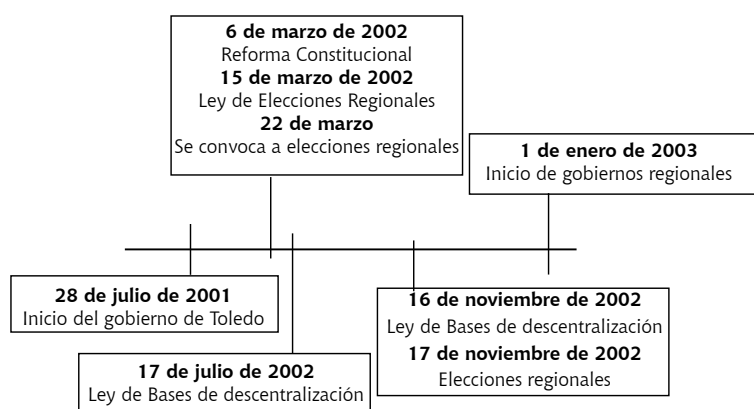 6 de marzo de 2002
Reforma Constitucional
15 de marzo de 2002
Ley de Elecciones Regionales
22 de marzo
Se convoca a elecciones regionales
1 de enero de 2003
Inicio de gobiernos regionales
28 de julio de 2001
Inicio del gobierno de Toledo
16 de noviembre de 2002
Ley de Bases de descentralización
17 de noviembre de 2002
Elecciones regionales
17 de julio de 2002
Ley de Bases de descentralización